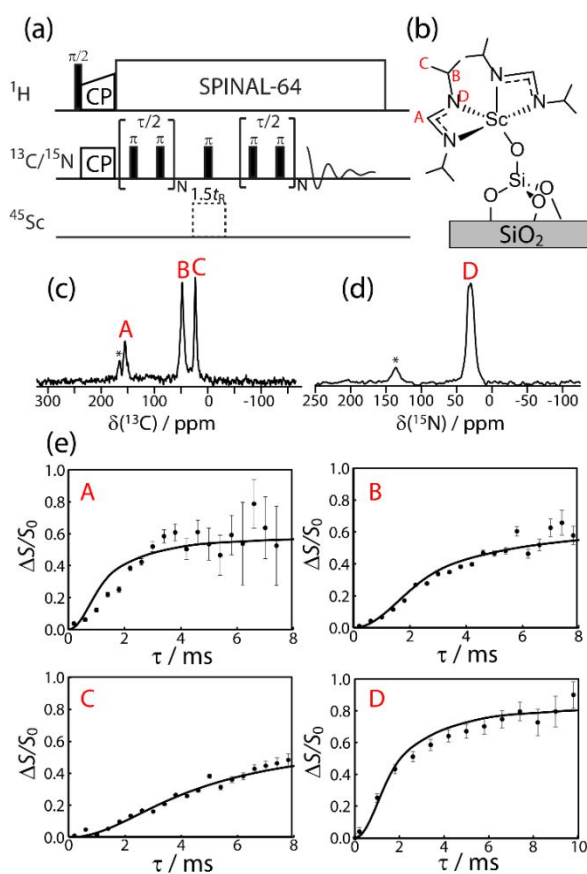 (a)
π/2
¹H
CP
SPINAL-64
τ/2
τ/2
¹³C/¹⁵N
CP
π
π
N
π
π
π
N
1.5tR
⁴⁵Sc
(b)
C
B
N
D
N
A
Sc
N
N
O
Si
O
O
O
SiO₂
(c)
A
*
B
C
300
200
100
0
-100
δ(¹³C) / ppm
(d)
D
*
250
200
150
100
50
0
-50
δ(¹⁵N) / ppm
(e)
A
ΔS/S₀
1.0
0.8
0.6
0.4
0.2
0.0
0 2 4 6 8
τ / ms
B
ΔS/S₀
1.0
0.8
0.6
0.4
0.2
0.0
0 2 4 6 8
τ / ms
C
ΔS/S₀
1.0
0.8
0.6
0.4
0.2
0.0
0 2 4 6 8
τ / ms
D
ΔS/S₀
1.0
0.8
0.6
0.4
0.2
0.0
0 2 4 6 8 10
τ / ms